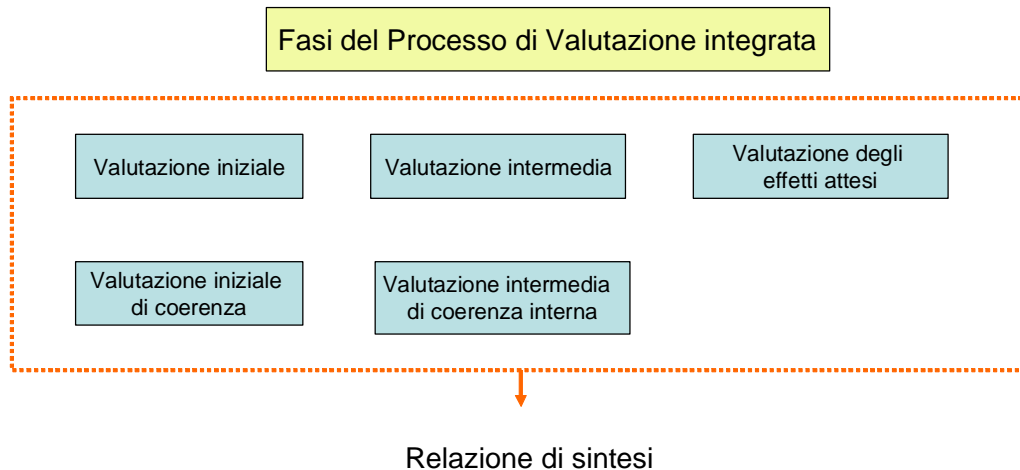 Fasi del Processo di Valutazione integrata
Valutazione iniziale
Valutazione intermedia
Valutazione degli
effetti attesi
Valutazione iniziale
di coerenza
Valutazione intermedia
di coerenza interna
Relazione di sintesi